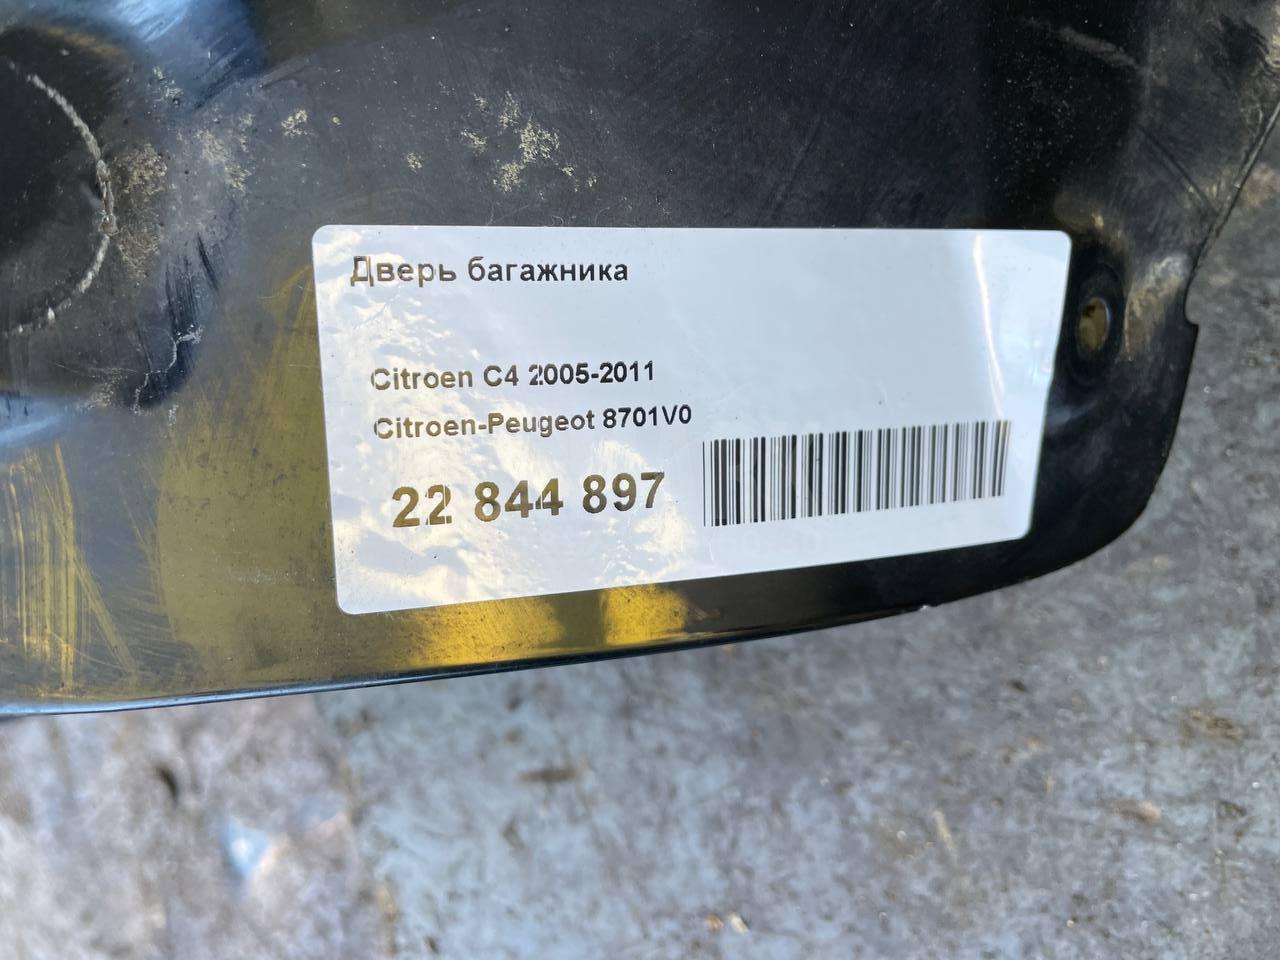 Дверь багажника
Citroen C4 2005-2011
Citroen-Peugeot 8701V0
22 844 897